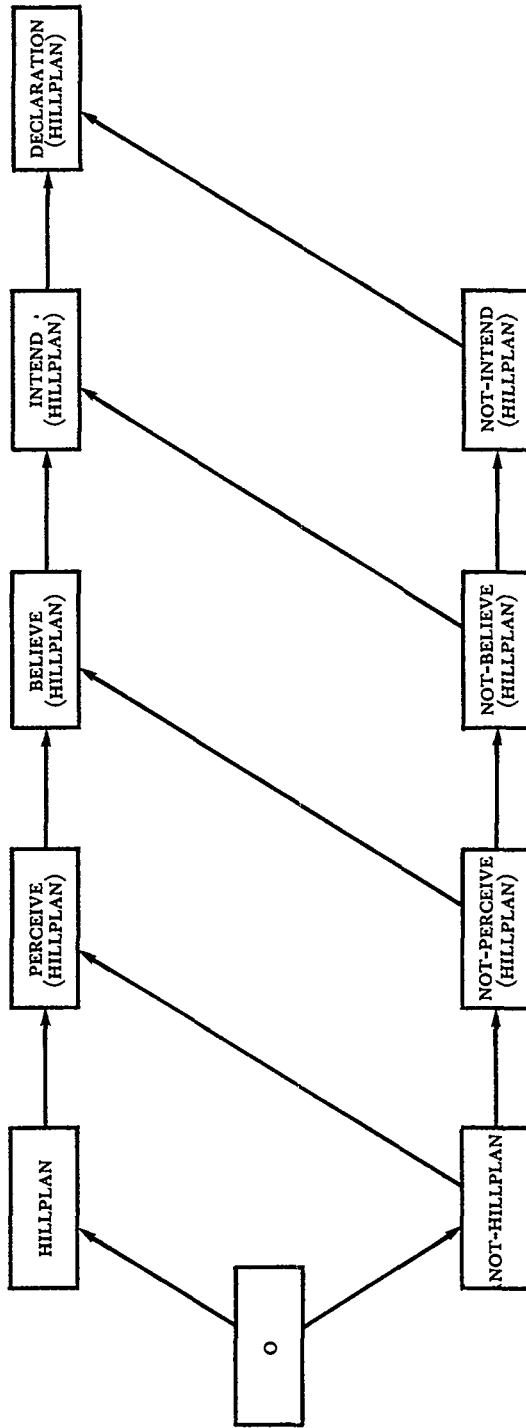 HILLPLAN
PERCEIVE
(HILLPLAN)
BELIEVE
(HILLPLAN)
INTEND
(HILLPLAN)
DECLARATION
(HILLPLAN)
O
NOT-HILLPLAN
NOT-PERCEIVE
(HILLPLAN)
NOT-BELIEVE
(HILLPLAN)
NOT-INTEND
(HILLPLAN)